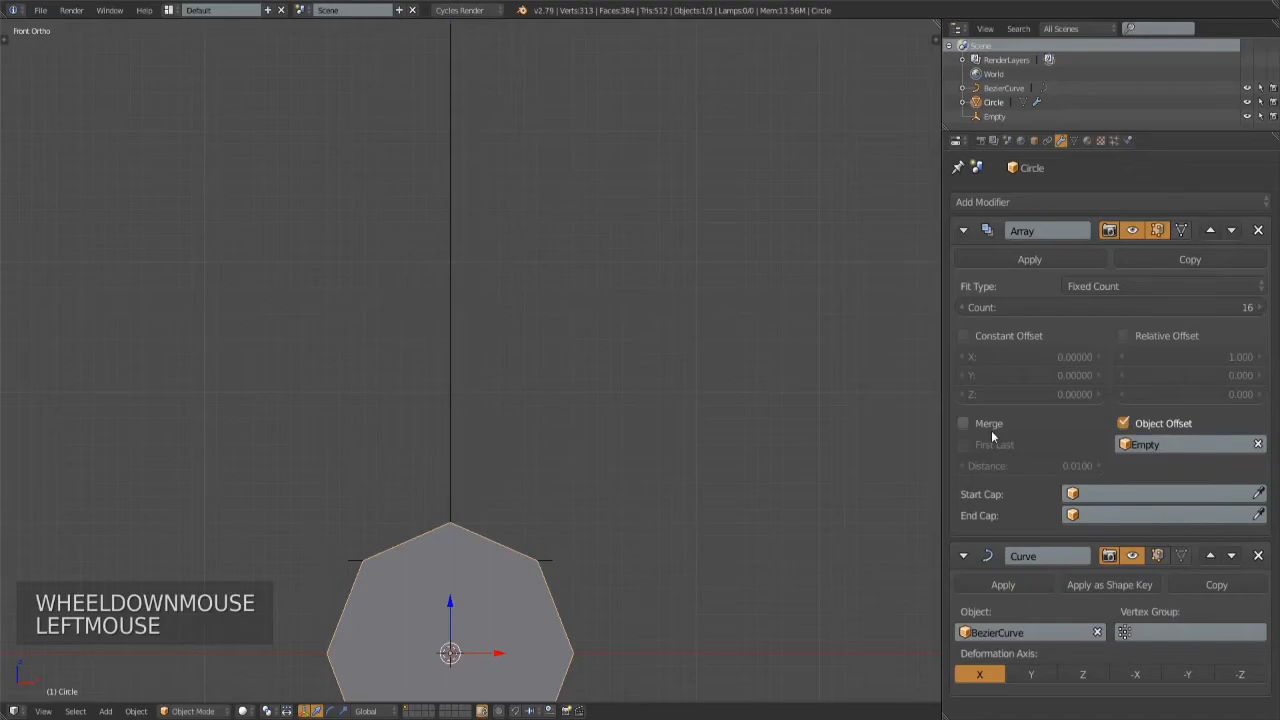 File Render Window Help Default Scene Cycles Render v2.79 | Verts:313 | Faces:384 | Tris:512 | Objects:1/3 | Lamps:0/0 | Mem:13.56M | Circle
Front Ortho
View Search All Scenes
Scene
RenderLayers
World
BezierCurve
Circle
Empty
Circle
Add Modifier
Array
Apply Copy
Fit Type: Fixed Count
Count: 16
Constant Offset Relative Offset
X: 0.00000 1.000
Y: 0.00000 0.000
Z: 0.00000 0.000
Merge Object Offset
First Last Empty
Distance: 0.0100
Start Cap:
End Cap:
Curve
Apply Apply as Shape Key Copy
Object: Vertex Group:
BezierCurve
Deformation Axis:
X Y Z -X -Y -Z
WHEELDOWNMOUSE
LEFTMOUSE
(1) Circle
View Select Add Object Object Mode Global